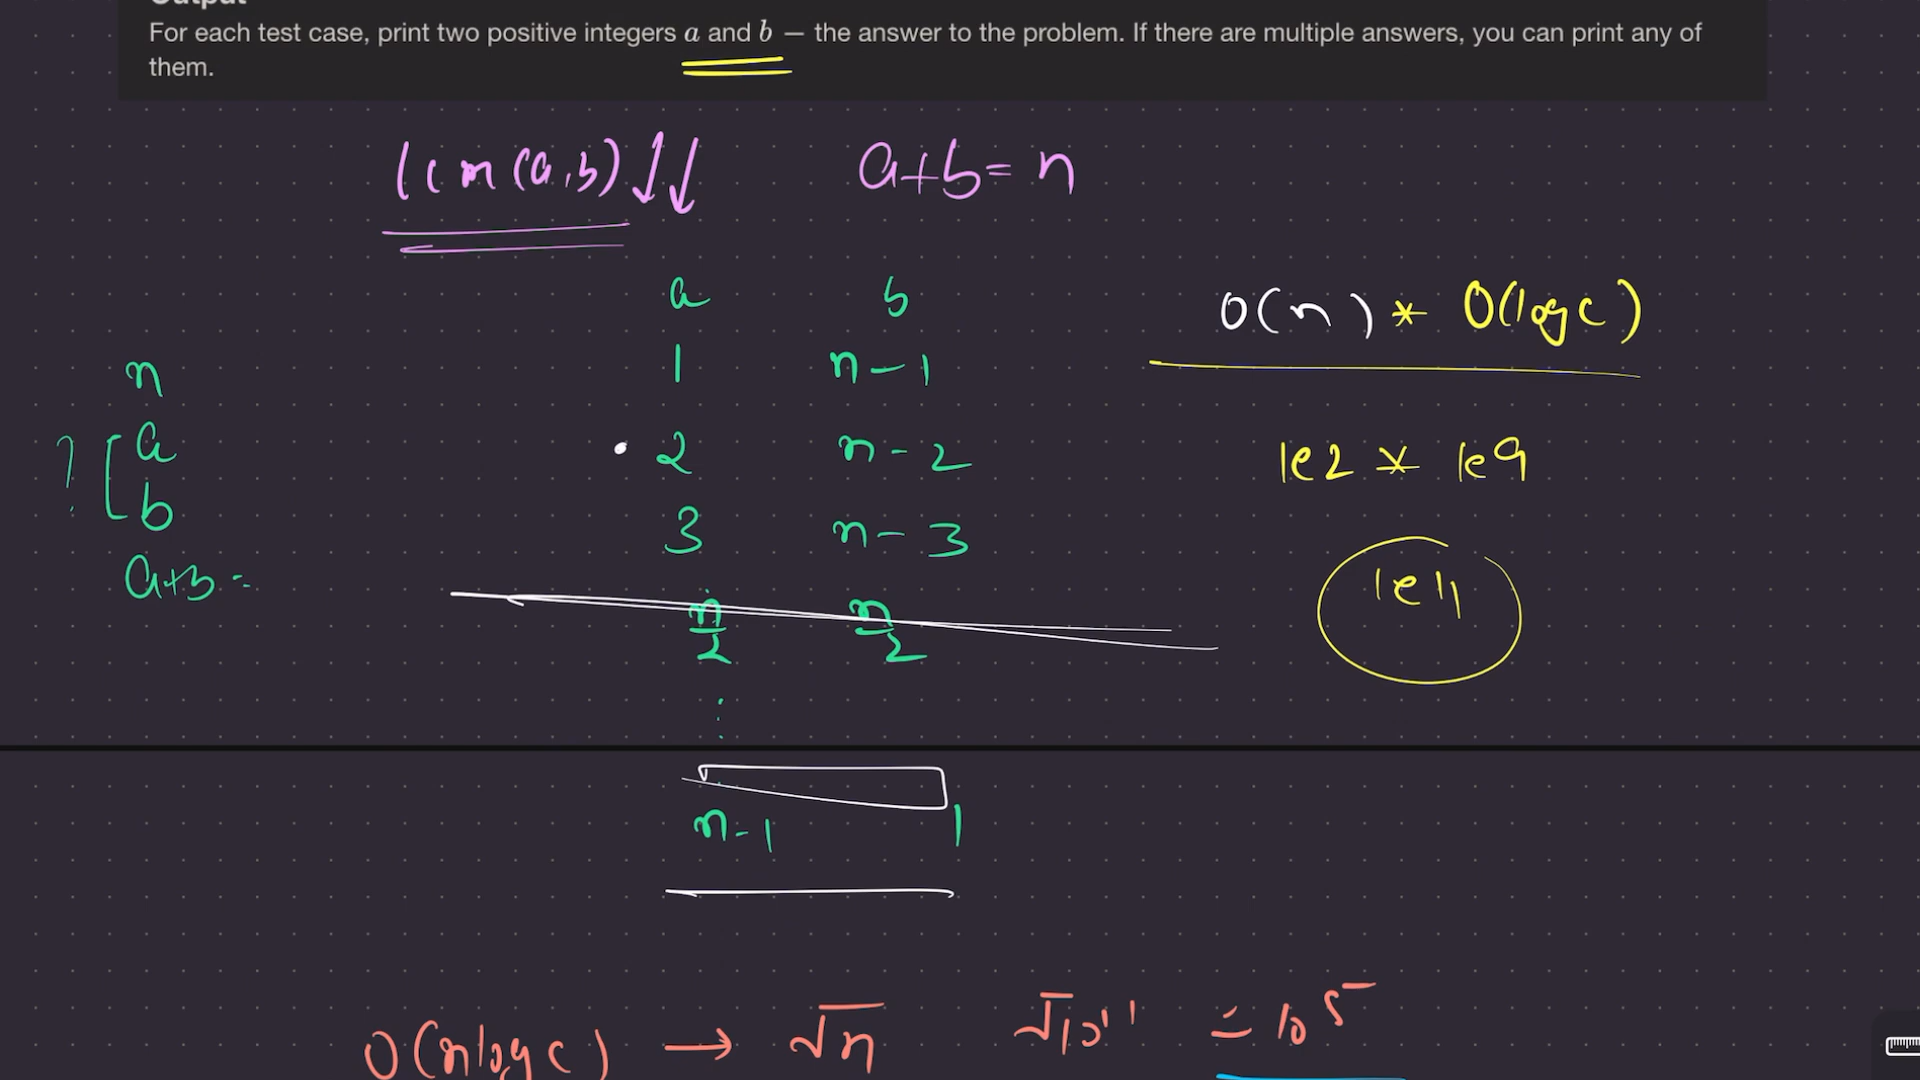 Output
For each test case, print two positive integers a and b — the answer to the problem. If there are multiple answers, you can print any of
them.
lcm(a,b) ↓↓ a+b= n
a b
O(n) * O(logc)
1 n-1
n
? [ a
b
2 n-2
1e2 * 1e9
3 n-3
a+b =
n/2 n/2
1e11
⋮
n-1 1
O(nlogc) → √n √10¹¹ = 10⁵